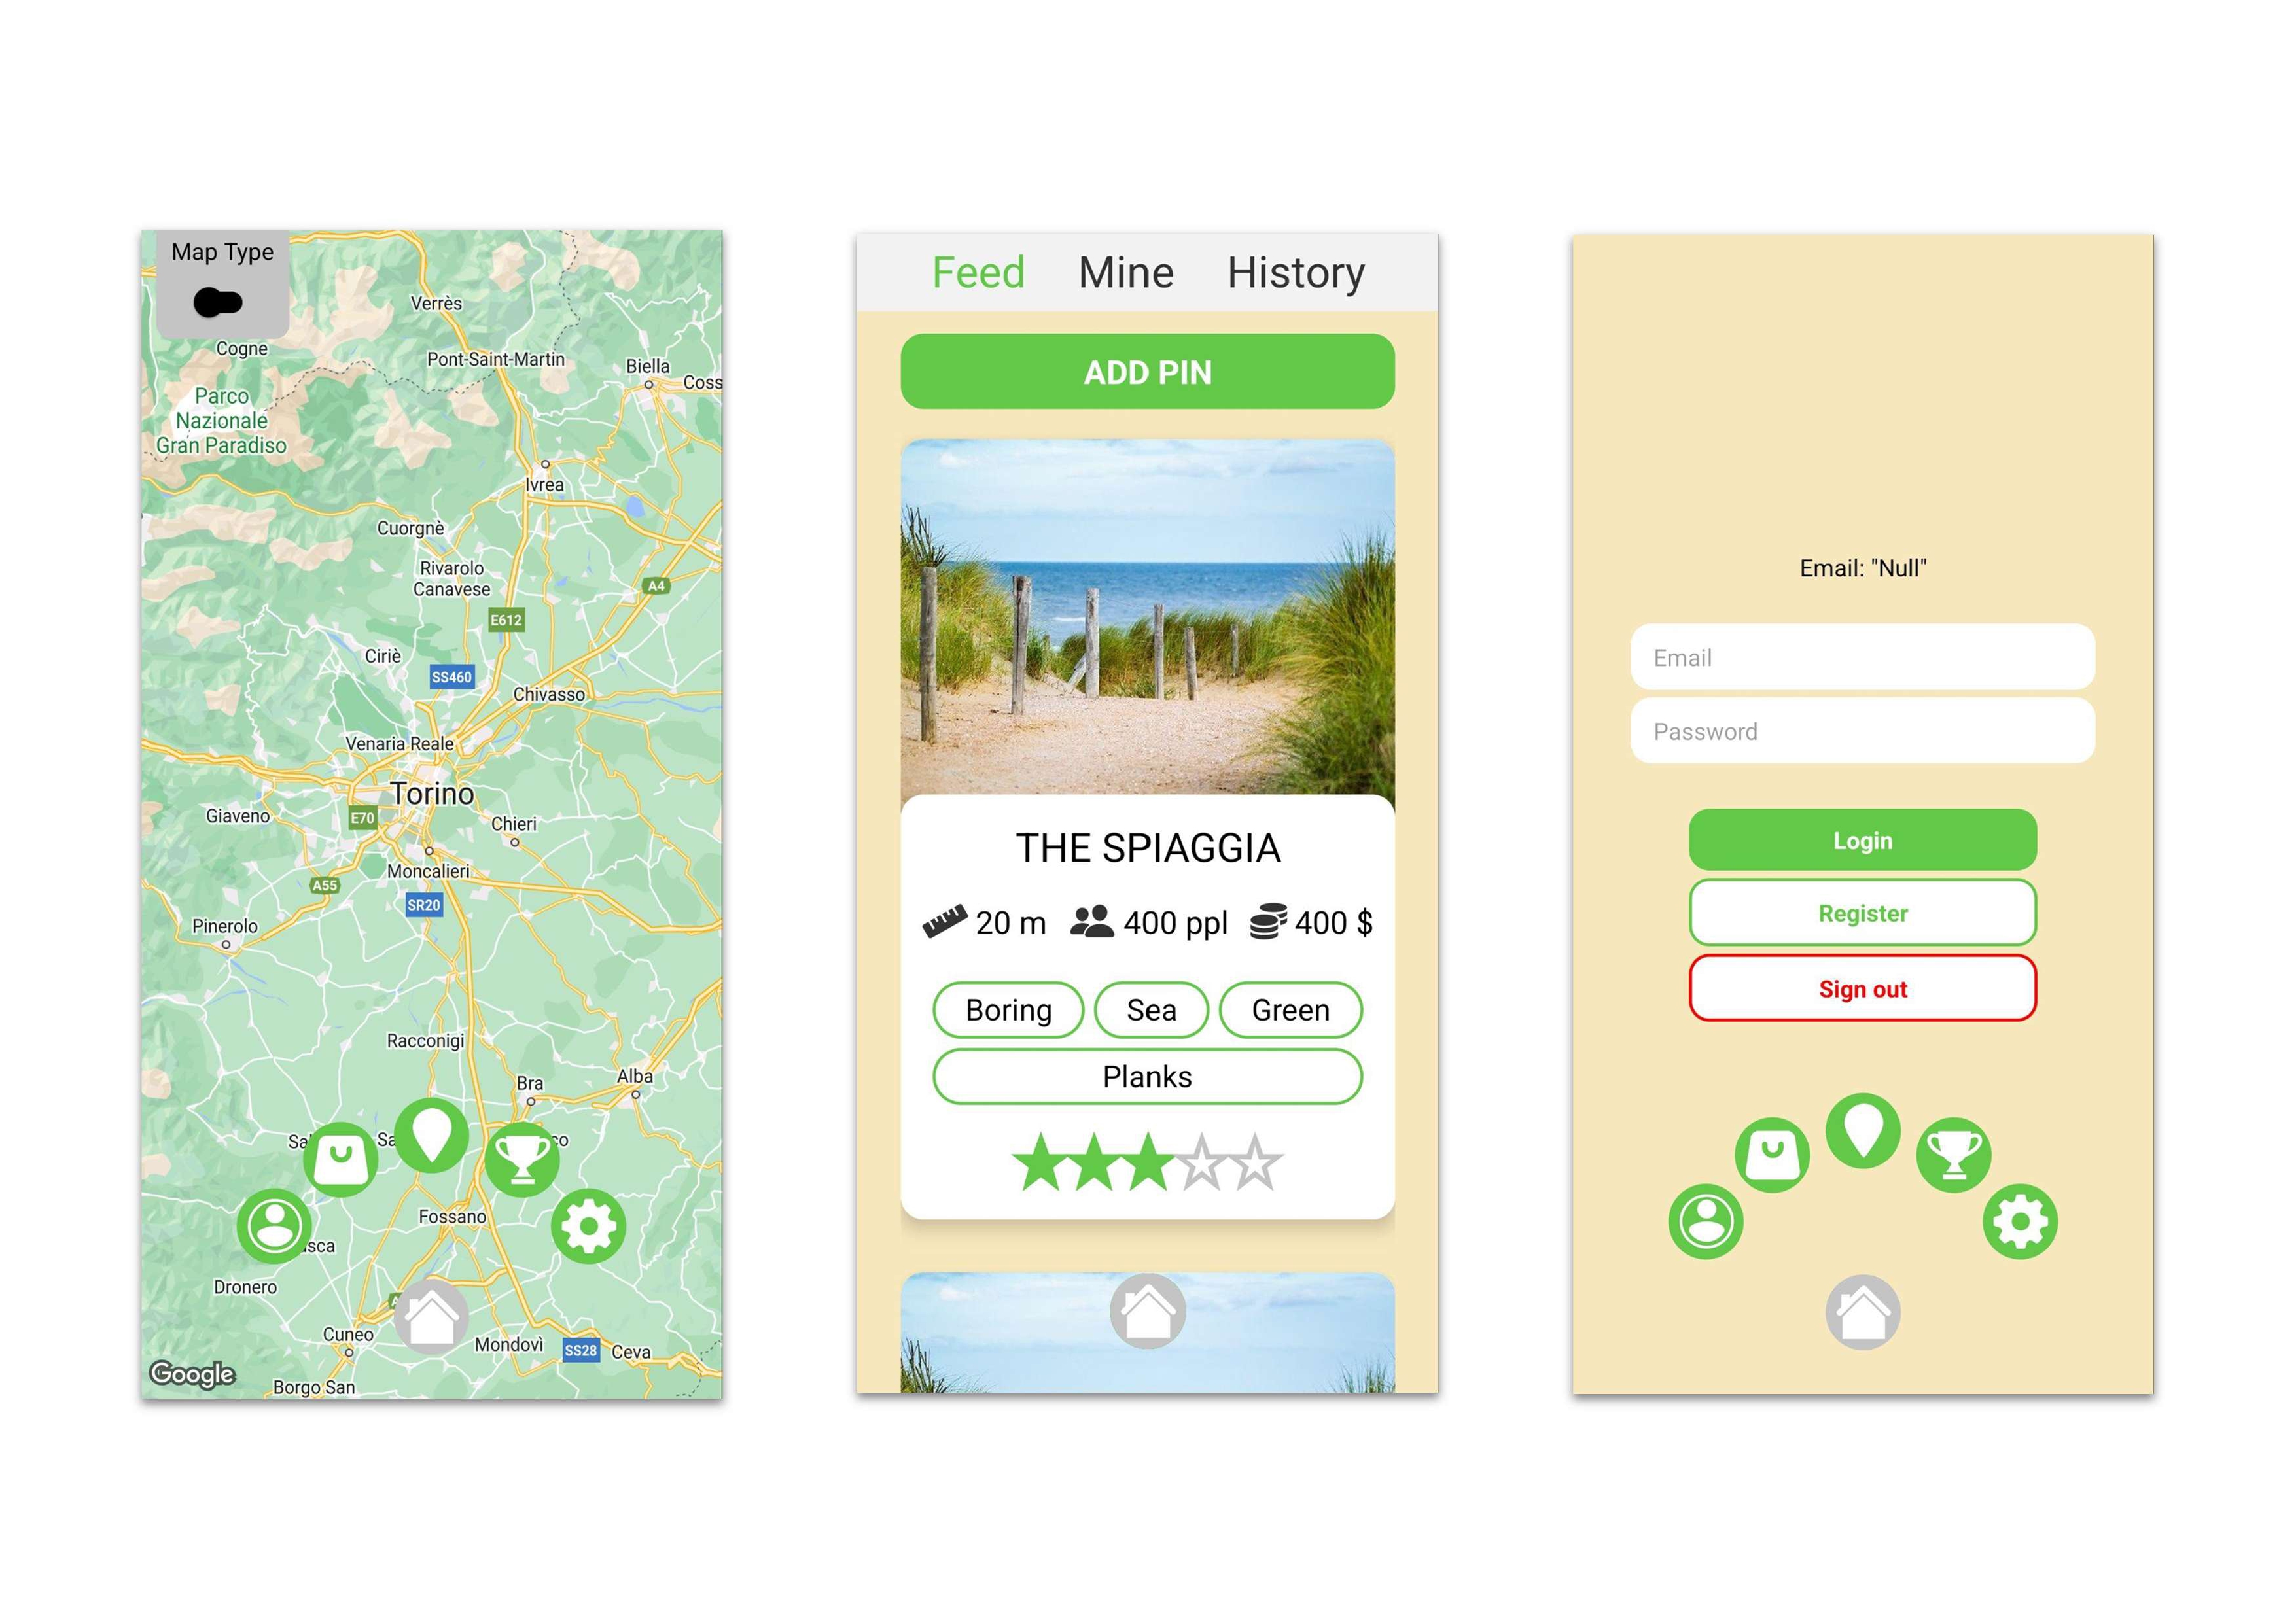 Map Type
Verrès
Cogne
Pont-Saint-Martin
Biella
Coss
Parco
Nazionale
Gran Paradiso
Ivrea
Cuorgnè
Rivarolo
Canavese
A4
E612
Ciriè
SS460
Chivasso
Venaria Reale
Torino
Giaveno
E70
Chieri
Moncalieri
A55
SR20
Pinerolo
Racconigi
Bra
Alba
Sa
Sa
co
Fossano
sca
Dronero
A
Cuneo
Mondovì
SS28
Ceva
Google
Borgo San
Feed Mine History
ADD PIN
THE SPIAGGIA
20 m 400 ppl 400 $
Boring Sea Green
Planks
Email: "Null"
Email
Password
Login
Register
Sign out